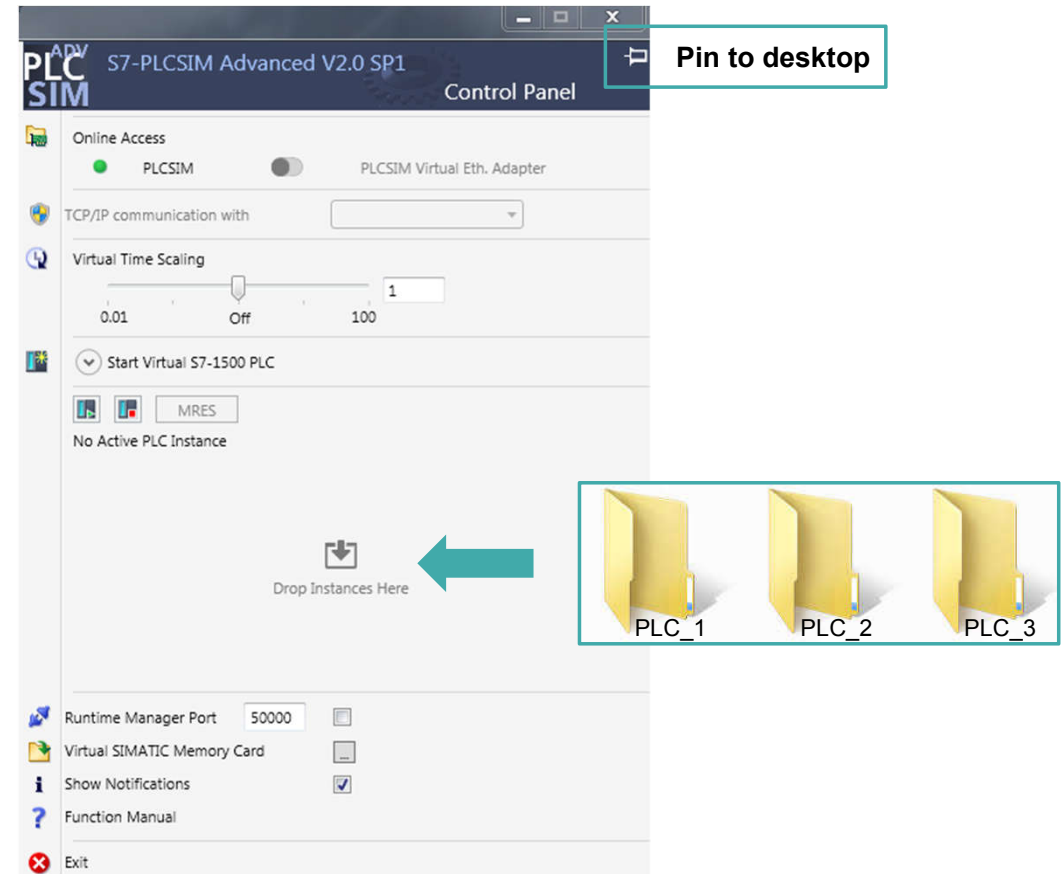 PLC ADV
SIM
S7-PLCSIM Advanced V2.0 SP1
Control Panel
Pin to desktop
Online Access
PLCSIM
PLCSIM Virtual Eth. Adapter
TCP/IP communication with
Virtual Time Scaling
1
0.01 Off 100
Start Virtual S7-1500 PLC
MRES
No Active PLC Instance
Drop Instances Here
PLC_1 PLC_2 PLC_3
Runtime Manager Port 50000
Virtual SIMATIC Memory Card ...
Show Notifications
Function Manual
Exit